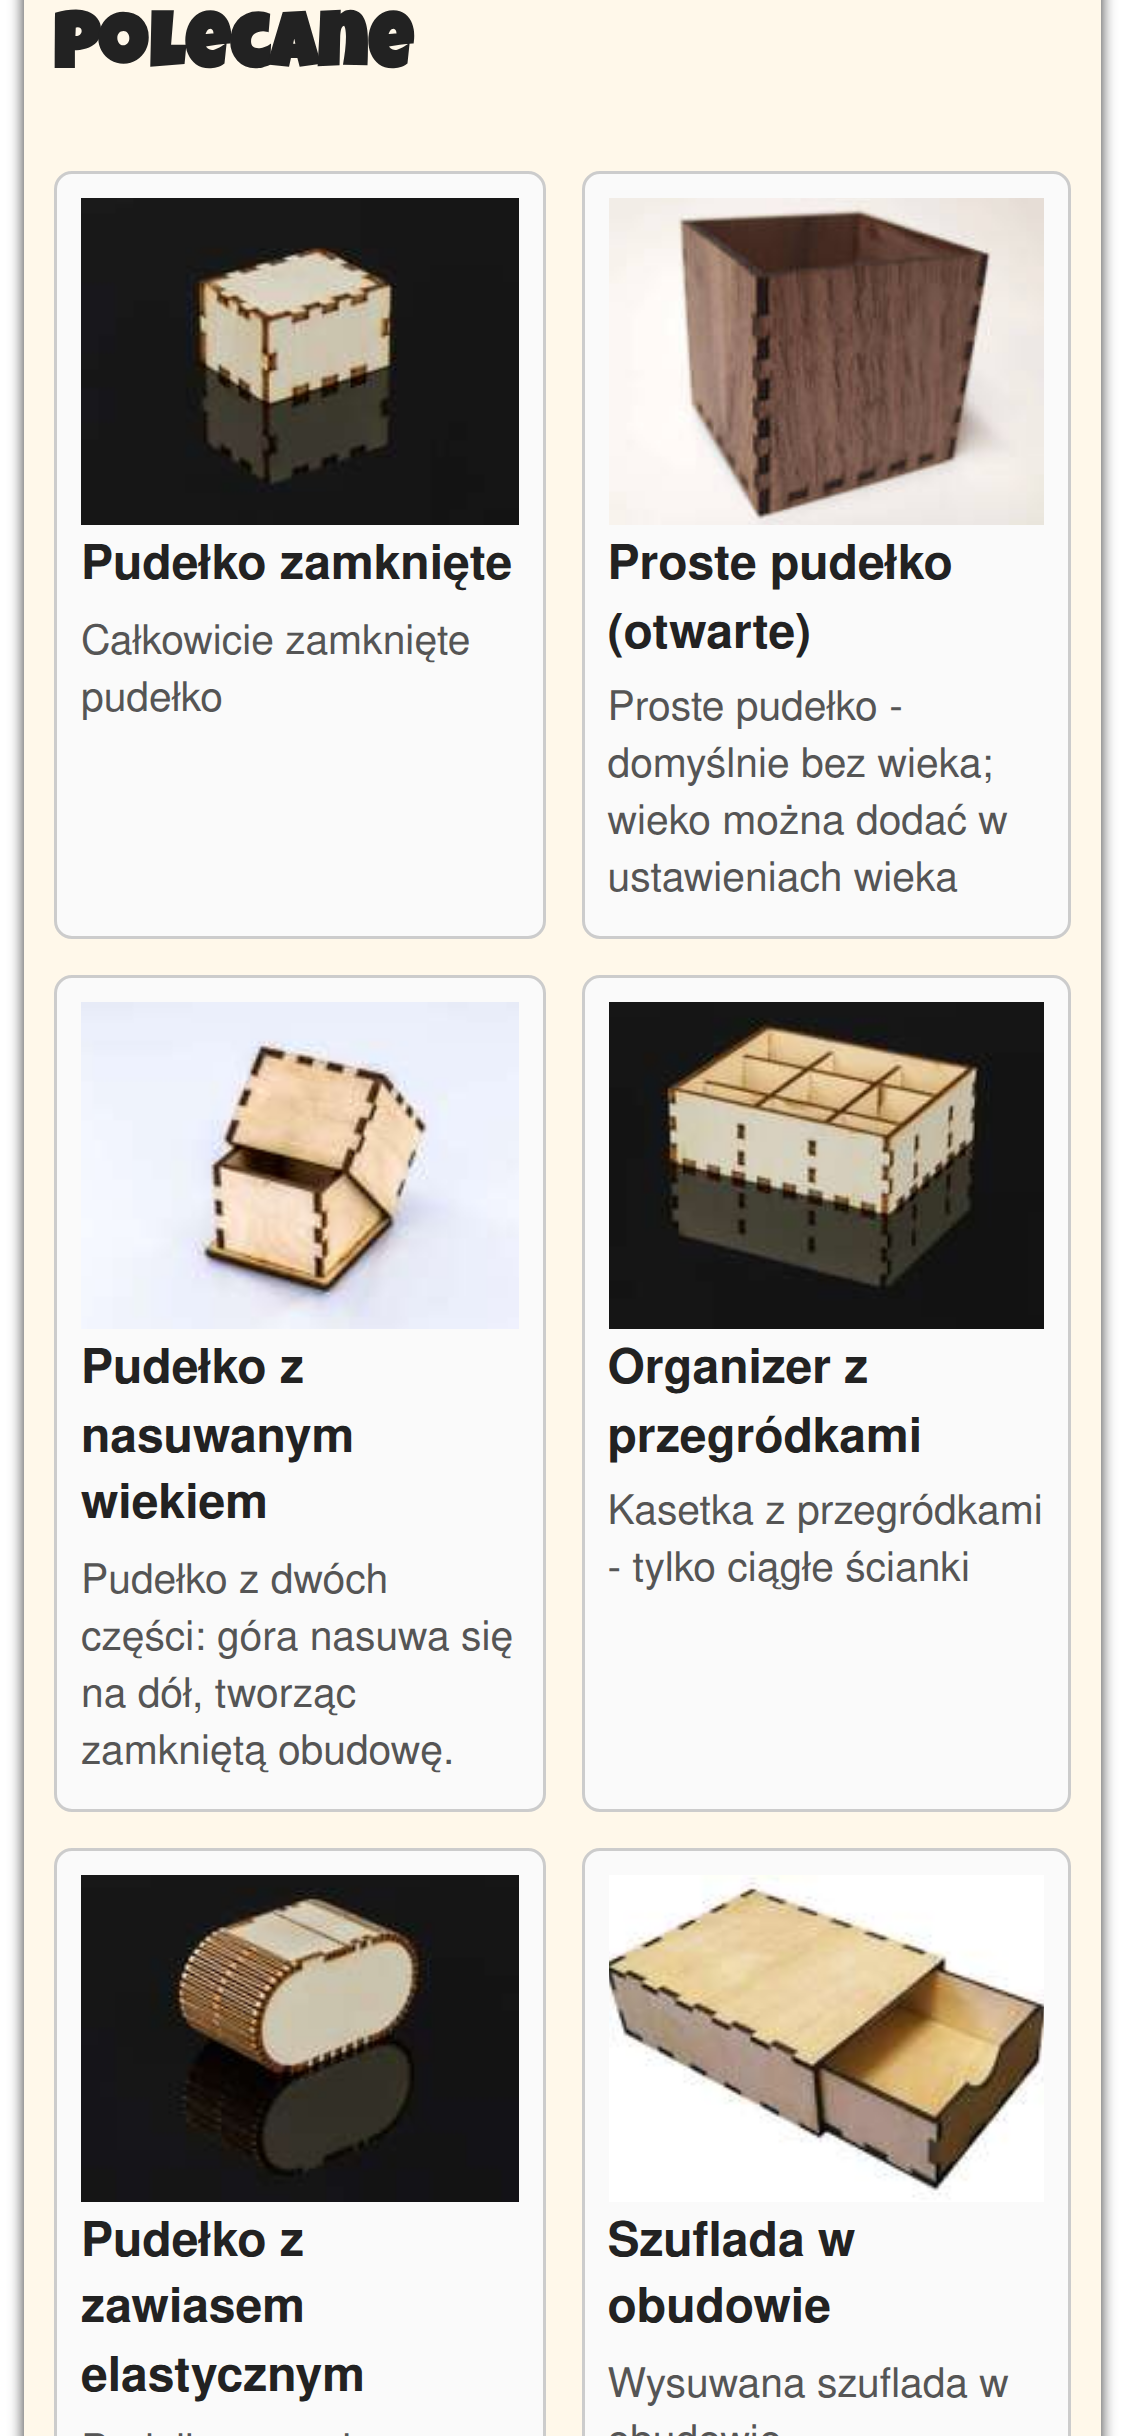 Polecane
Pudełko zamknięte
Całkowicie zamknięte
pudełko
Proste pudełko
(otwarte)
Proste pudełko -
domyślnie bez wieka;
wieko można dodać w
ustawieniach wieka
Pudełko z
nasuwanym
wiekiem
Pudełko z dwóch
części: góra nasuwa się
na dół, tworząc
zamkniętą obudowę.
Organizer z
przegródkami
Kasetka z przegródkami
- tylko ciągłe ścianki
Pudełko z
zawiasem
elastycznym
Szuflada w
obudowie
Wysuwana szuflada w